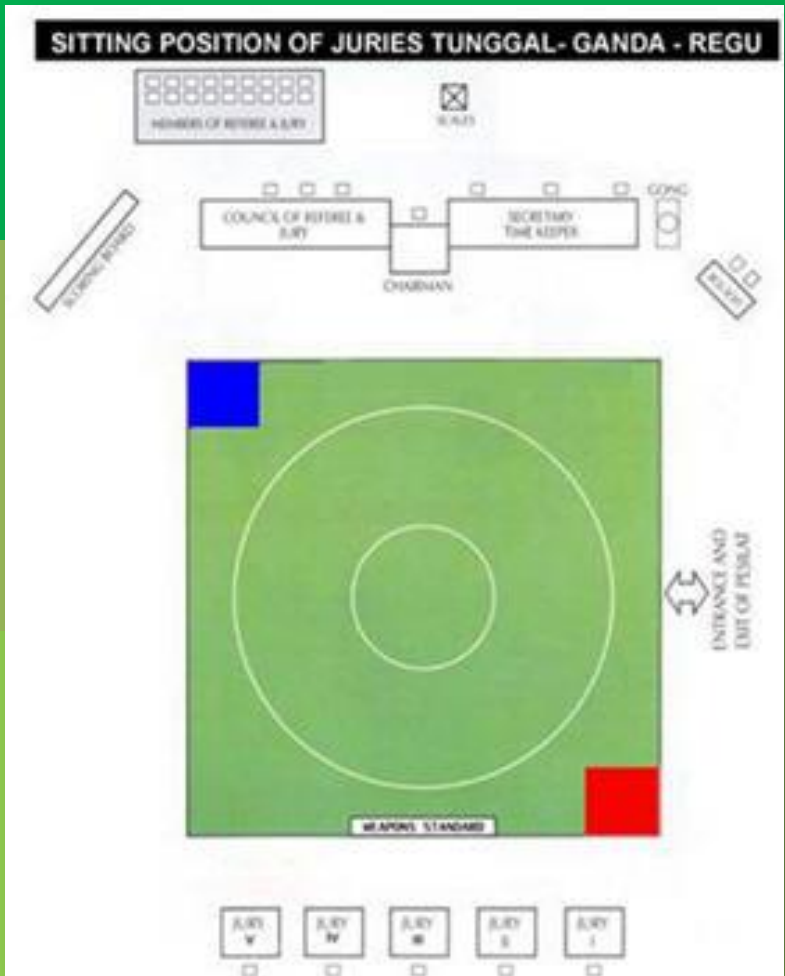 SITTING POSITION OF JURIES TUNGGAL- GANDA - REGU
MEMBERS OF REFEREE & JURY
SCALES
COUNCIL OF REFEREE &
JURY
SECRETARY
TIME KEEPER
GONG
CHAIRMAN
SCORING BOARD
DOCTOR
ENTRANCE AND
EXIT OF PESILAT
WEAPONS STANDARD
JURY
V
JURY
IV
JURY
III
JURY
II
JURY
I